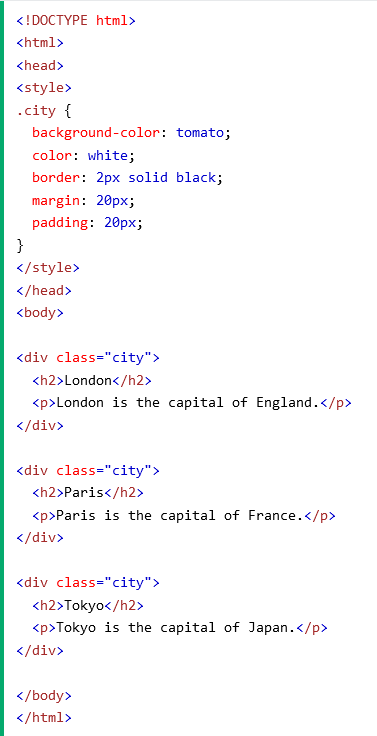 <!DOCTYPE html>
<html>
<head>
<style>
.city {
  background-color: tomato;
  color: white;
  border: 2px solid black;
  margin: 20px;
  padding: 20px;
}
</style>
</head>
<body>

<div class="city">
  <h2>London</h2>
  <p>London is the capital of England.</p>
</div>

<div class="city">
  <h2>Paris</h2>
  <p>Paris is the capital of France.</p>
</div>

<div class="city">
  <h2>Tokyo</h2>
  <p>Tokyo is the capital of Japan.</p>
</div>

</body>
</html>